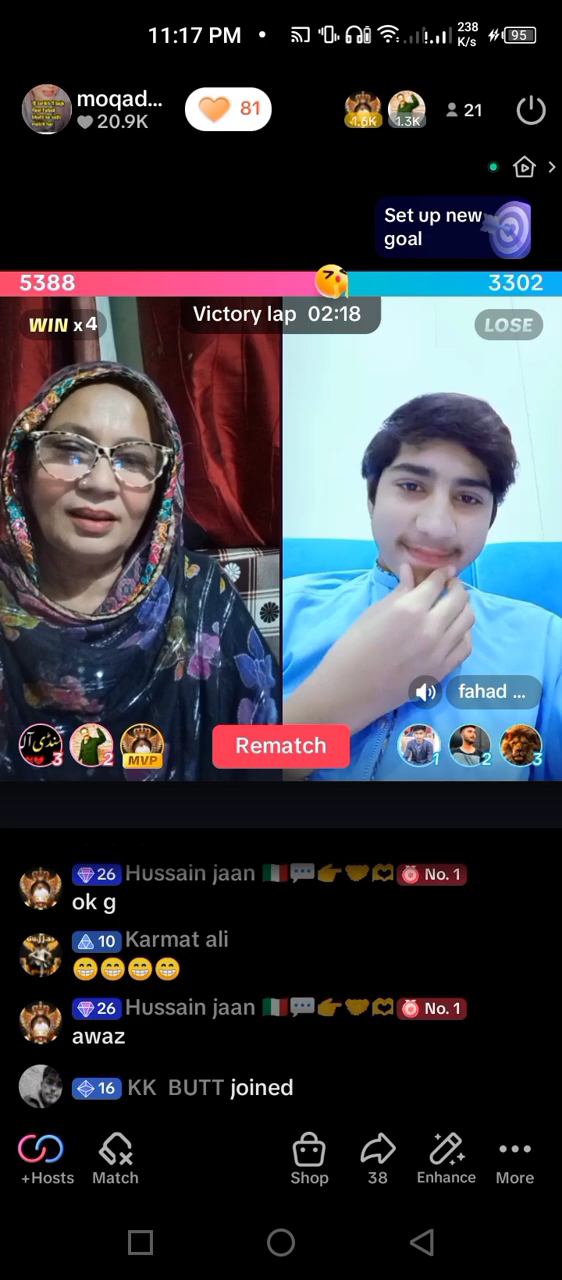 11:17 PM •
238
K/s
95
moqad...
20.9K
81
1.6K
1.3K
21
Set up new
goal
5388
3302
WIN x4
Victory lap 02:18
LOSE
fahad ...
3
2
MVP
Rematch
1
2
3
26 Hussain jaan No. 1
ok g
10 Karmat ali
26 Hussain jaan No. 1
awaz
16 KK BUTT joined
+Hosts
Match
Shop
38
Enhance
More